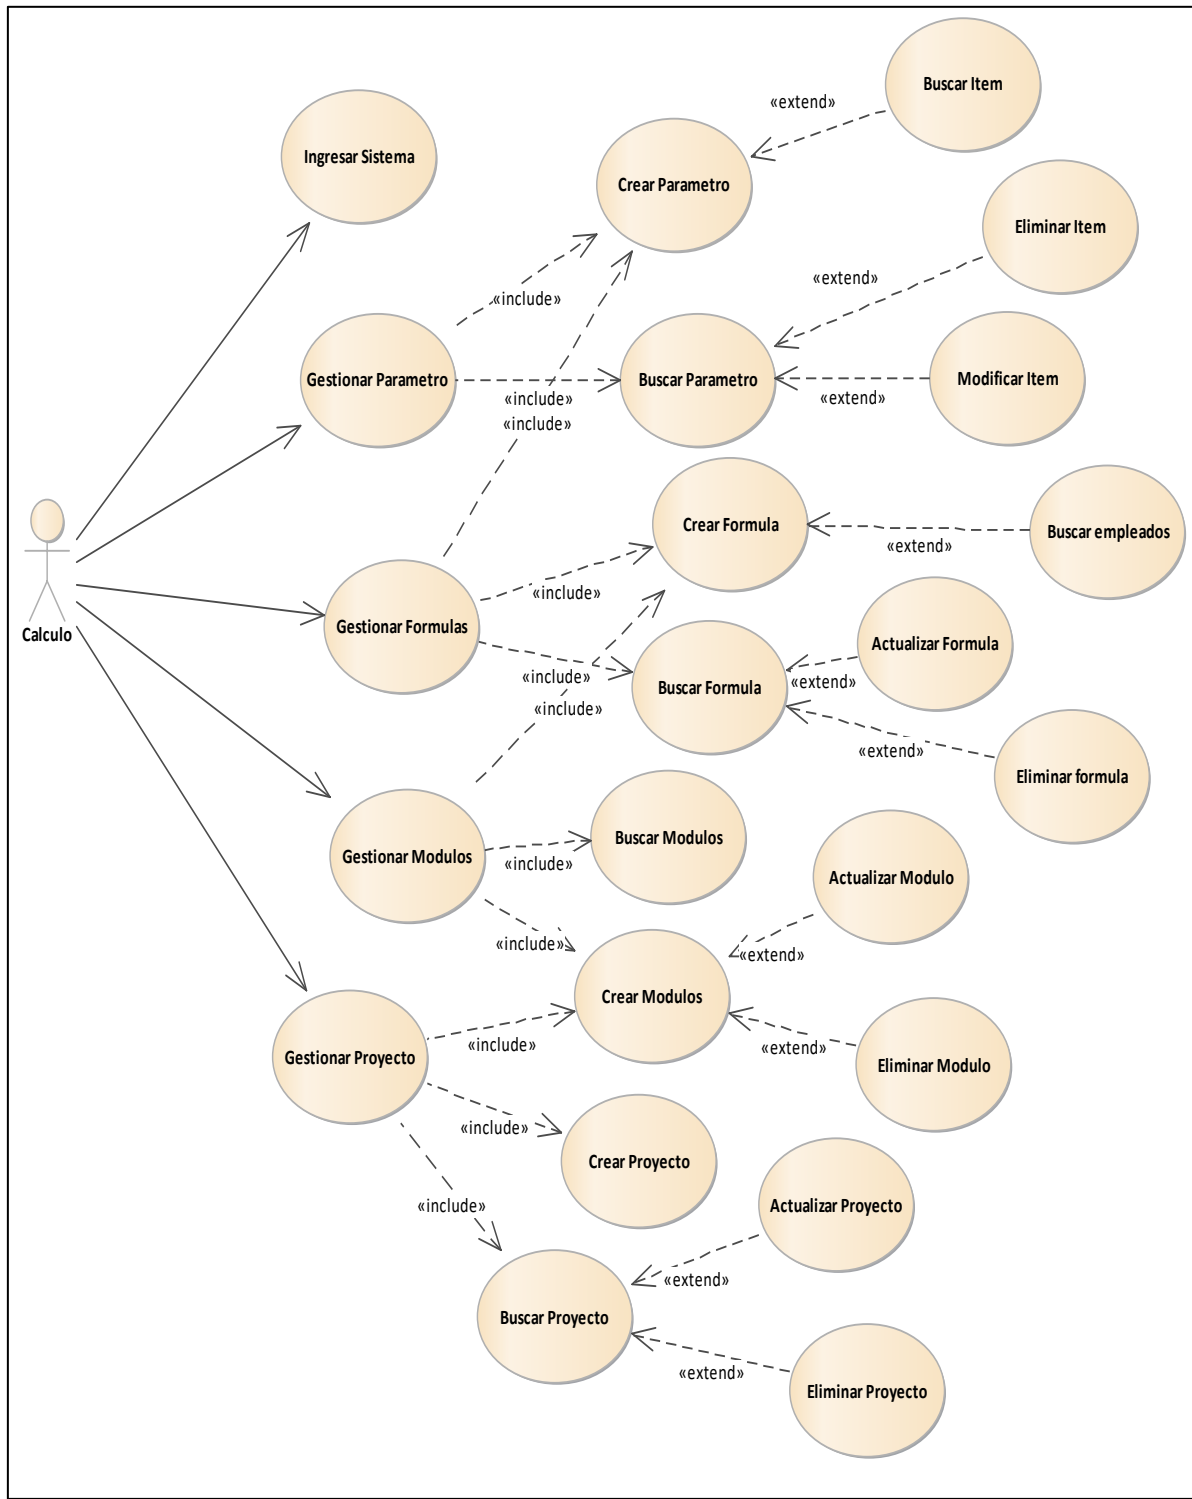 Buscar Item
«extend»
Ingresar Sistema
Crear Parametro
Eliminar Item
«extend»
«include»
Gestionar Parametro
Buscar Parametro
Modificar Item
«include»
«extend»
«include»
Crear Formula
Buscar empleados
«extend»
«include»
Calculo
Gestionar Formulas
Actualizar Formula
«include»
Buscar Formula
«extend»
«include»
«extend»
Eliminar formula
Buscar Modulos
Gestionar Modulos
«include»
Actualizar Modulo
«include»
«extend»
Crear Modulos
«include»
«extend»
Gestionar Proyecto
Eliminar Modulo
«include»
Crear Proyecto
«include»
Actualizar Proyecto
«extend»
Buscar Proyecto
«extend»
Eliminar Proyecto